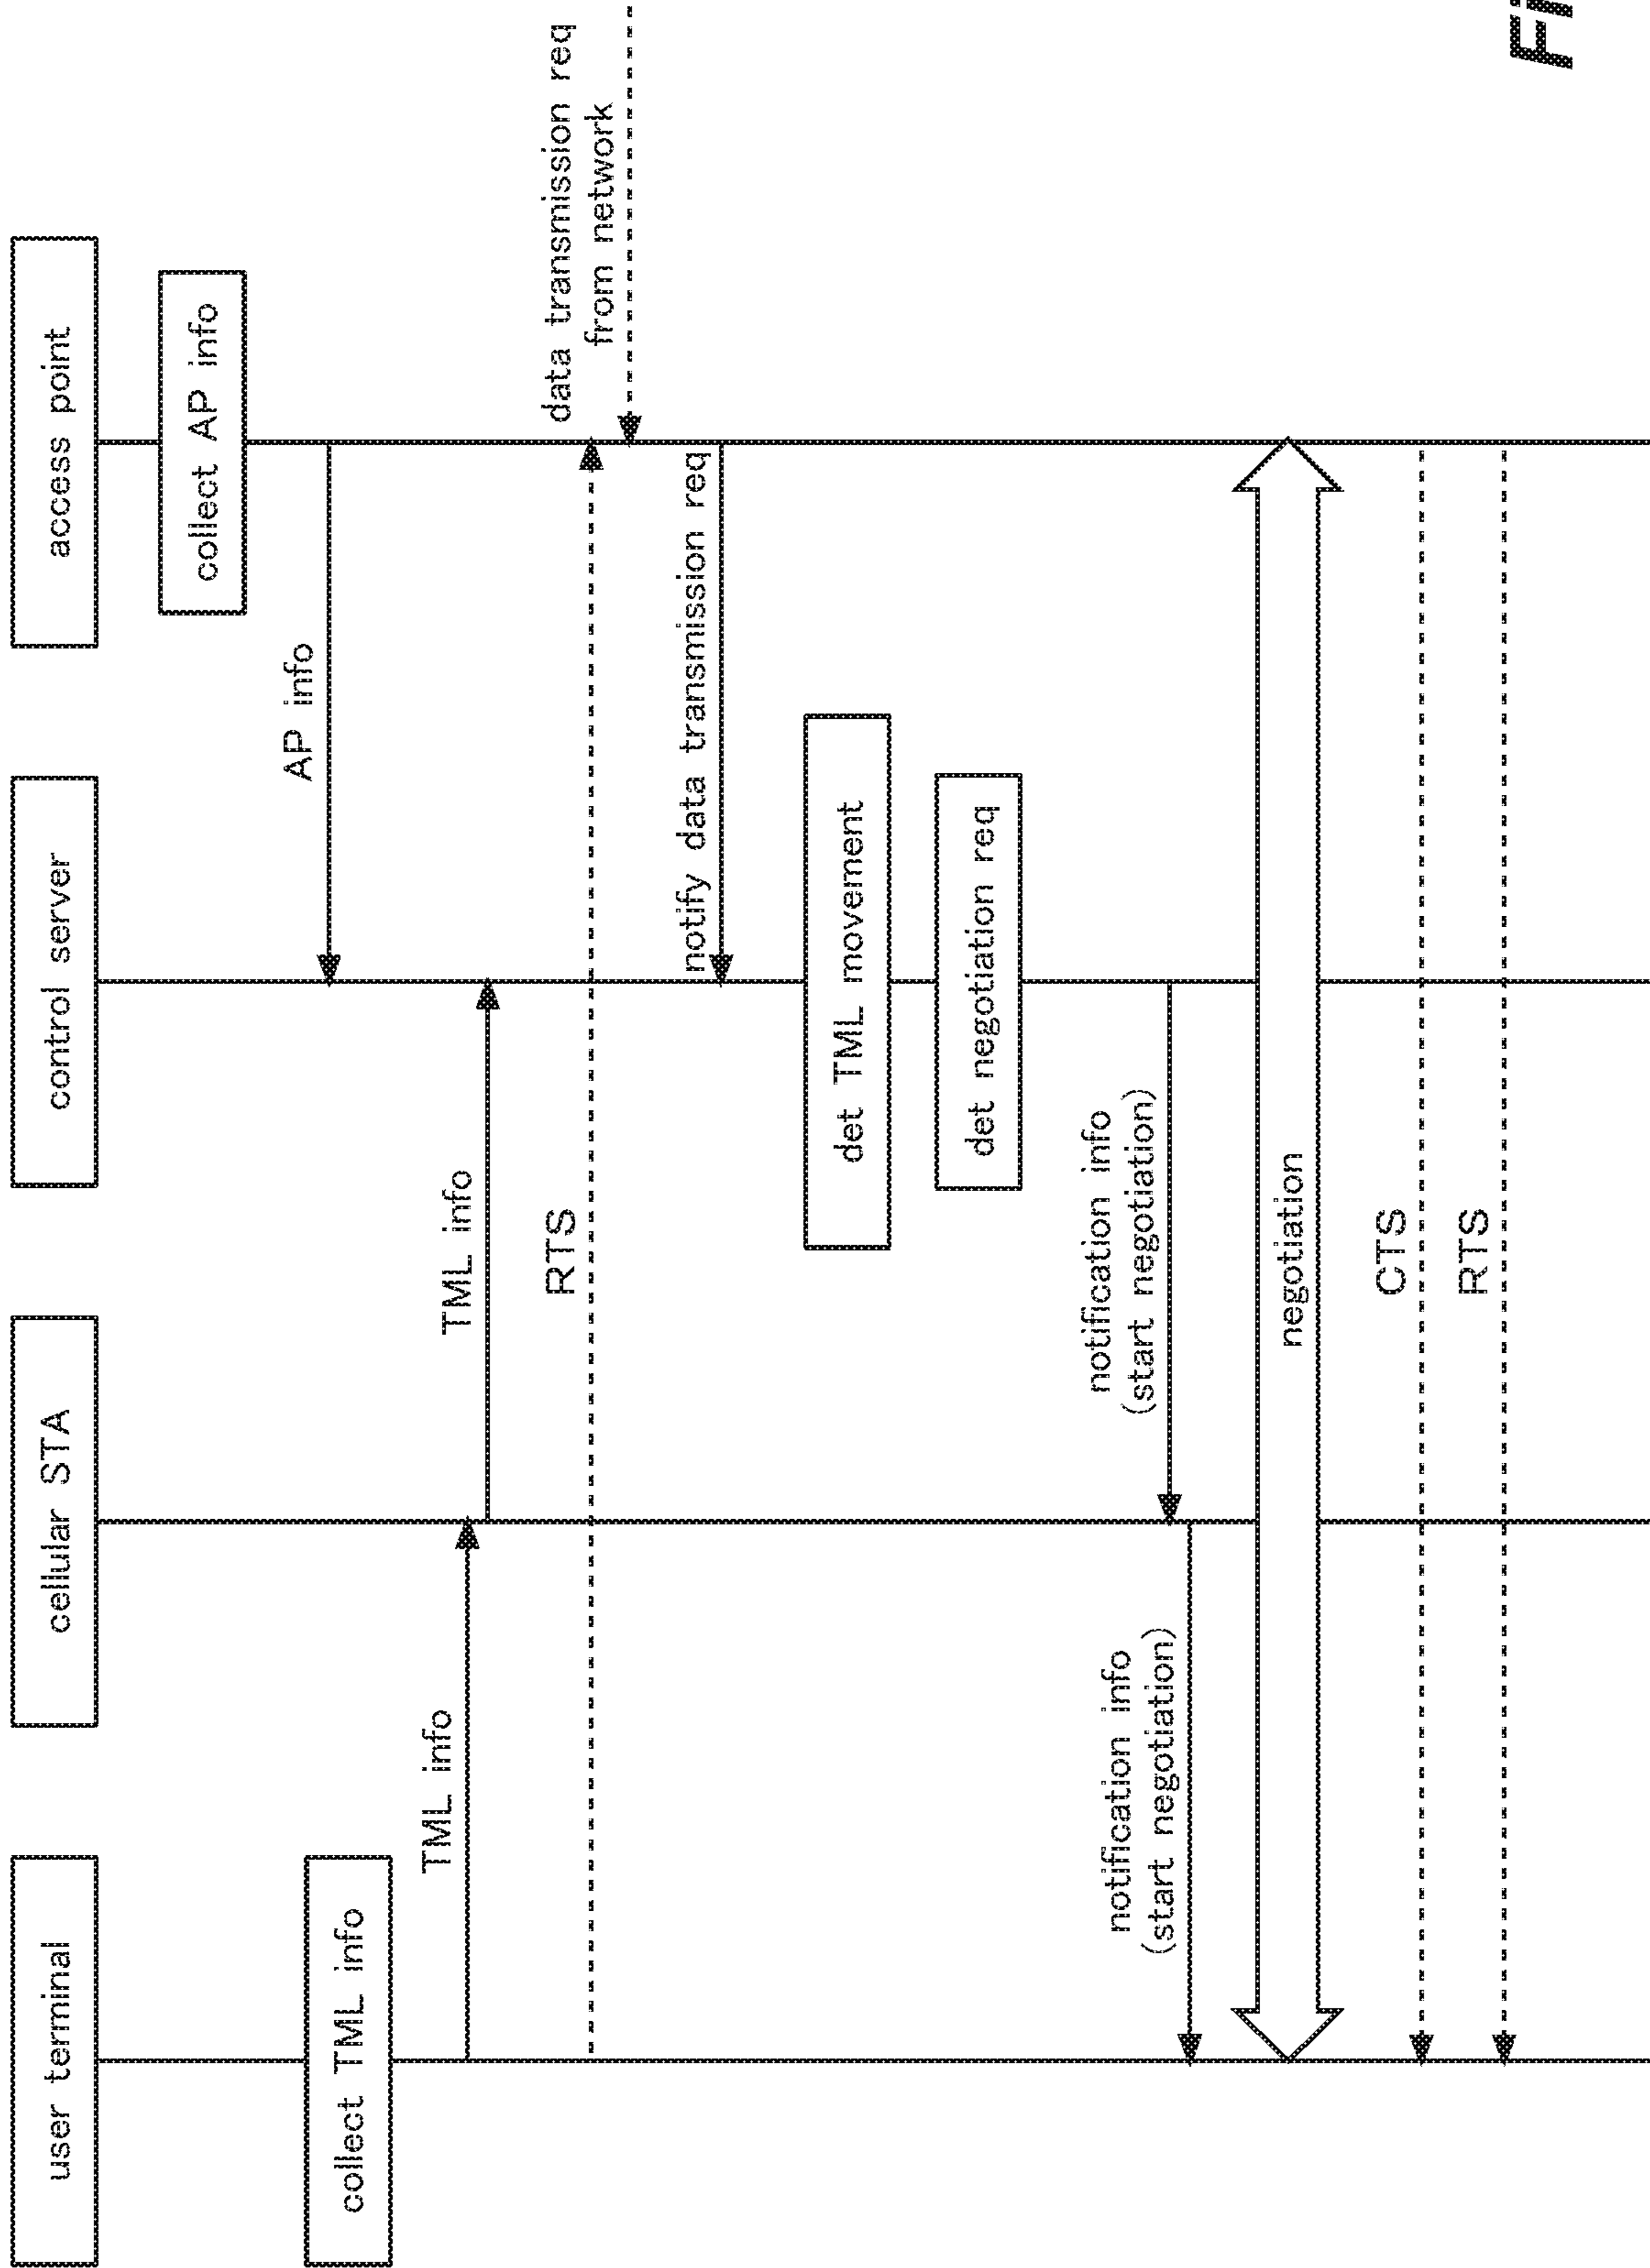 user terminal
cellular STA
control server
access point
collect AP info
collect TML info
AP info
TML info
TML info
RTS
data transmission req
from network
notify data transmission req
det TML movement
det negotiation req
notification info
(start negotiation)
notification info
(start negotiation)
negotiation
CTS
RTS